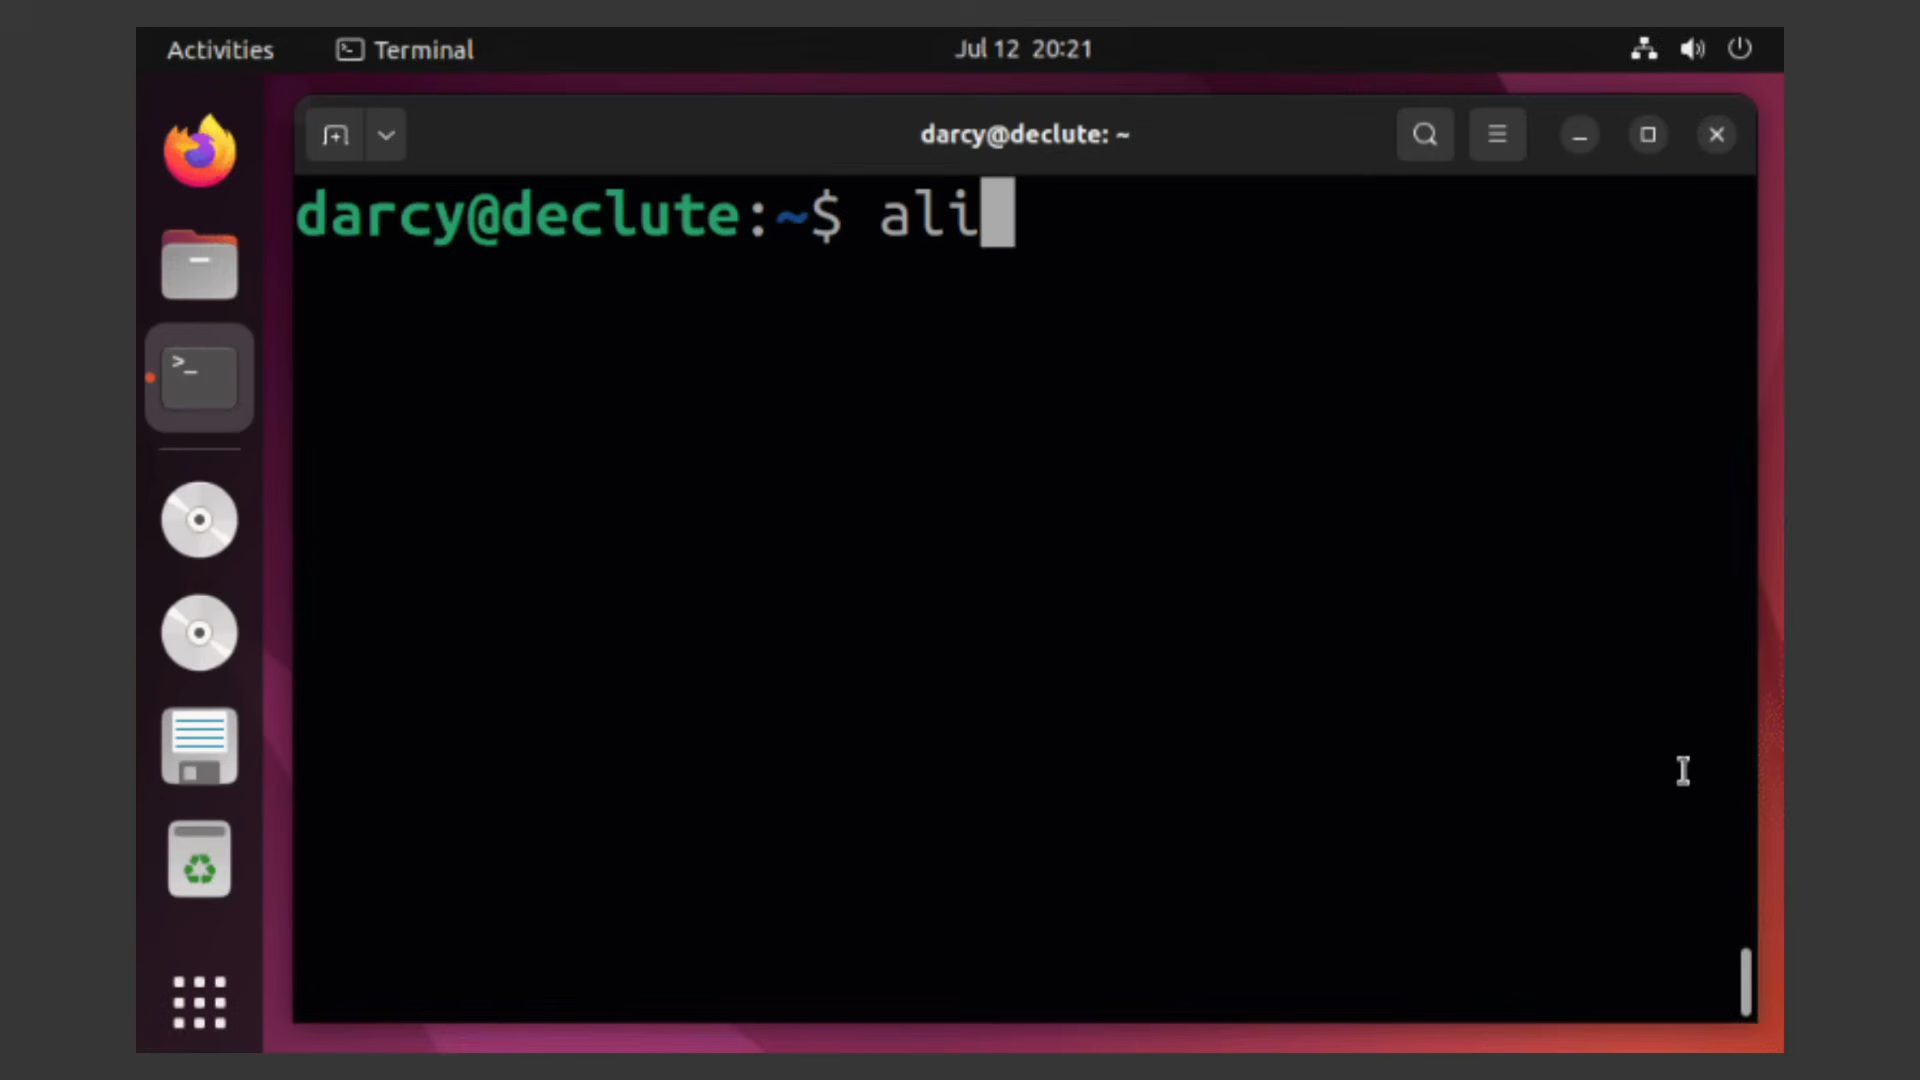 Activities Terminal Jul 12 20:21
darcy@declute: ~
darcy@declute:~$ ali